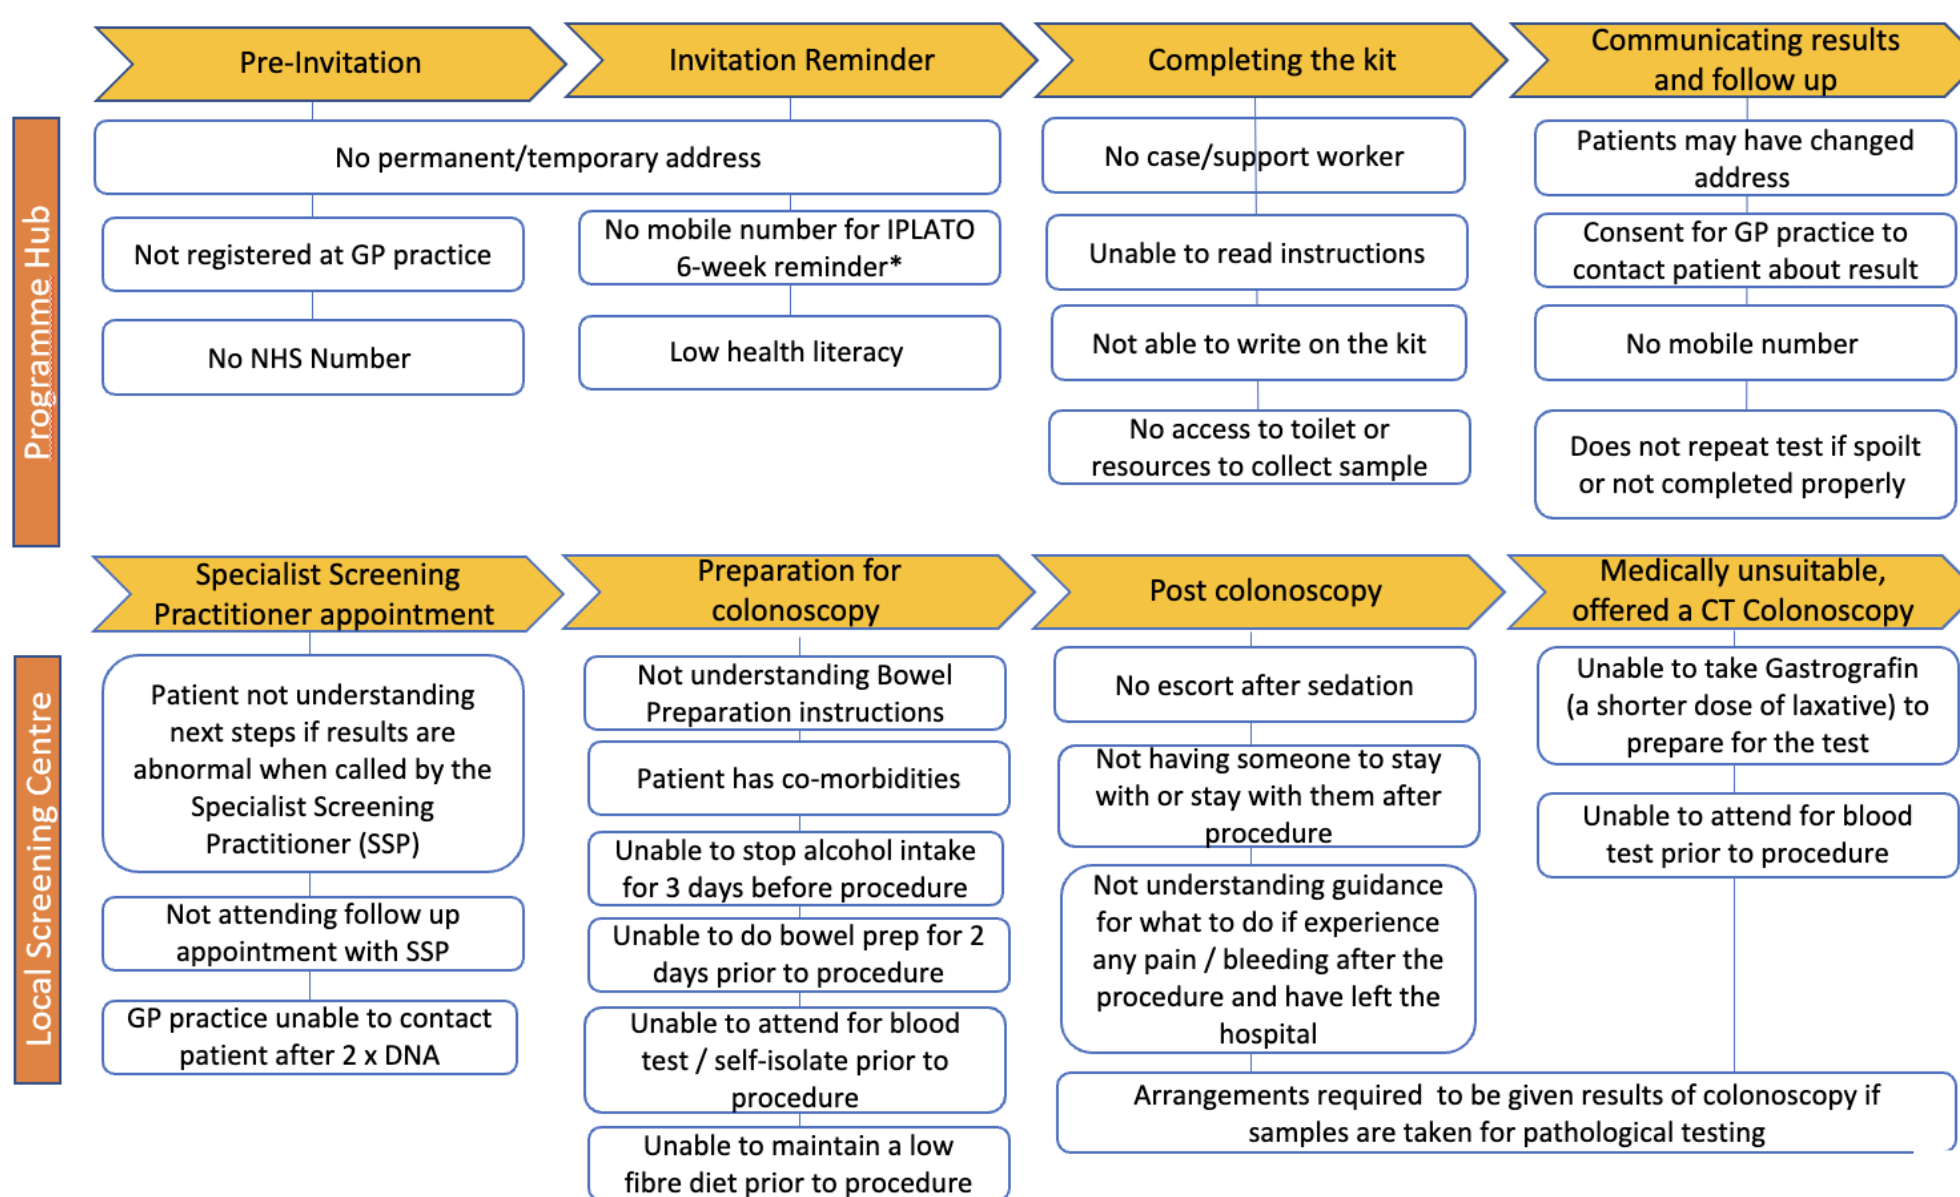 Pre-Invitation
Invitation Reminder
Completing the kit
Communicating results
and follow up
Programme Hub
No permanent/temporary address
Not registered at GP practice
No NHS Number
No mobile number for IPLATO
6-week reminder*
Low health literacy
No case/support worker
Unable to read instructions
Not able to write on the kit
No access to toilet or
resources to collect sample
Patients may have changed
address
Consent for GP practice to
contact patient about result
No mobile number
Does not repeat test if spoilt
or not completed properly
Specialist Screening
Practitioner appointment
Preparation for
colonoscopy
Post colonoscopy
Medically unsuitable,
offered a CT Colonoscopy
Local Screening Centre
Patient not understanding
next steps if results are
abnormal when called by the
Specialist Screening
Practitioner (SSP)
Not attending follow up
appointment with SSP
GP practice unable to contact
patient after 2 x DNA
Not understanding Bowel
Preparation instructions
Patient has co-morbidities
Unable to stop alcohol intake
for 3 days before procedure
Unable to do bowel prep for 2
days prior to procedure
Unable to attend for blood
test / self-isolate prior to
procedure
Unable to maintain a low
fibre diet prior to procedure
No escort after sedation
Not having someone to stay
with or stay with them after
procedure
Not understanding guidance
for what to do if experience
any pain / bleeding after the
procedure and have left the
hospital
Unable to take Gastrografin
(a shorter dose of laxative) to
prepare for the test
Unable to attend for blood
test prior to procedure
Arrangements required  to be given results of colonoscopy if
samples are taken for pathological testing